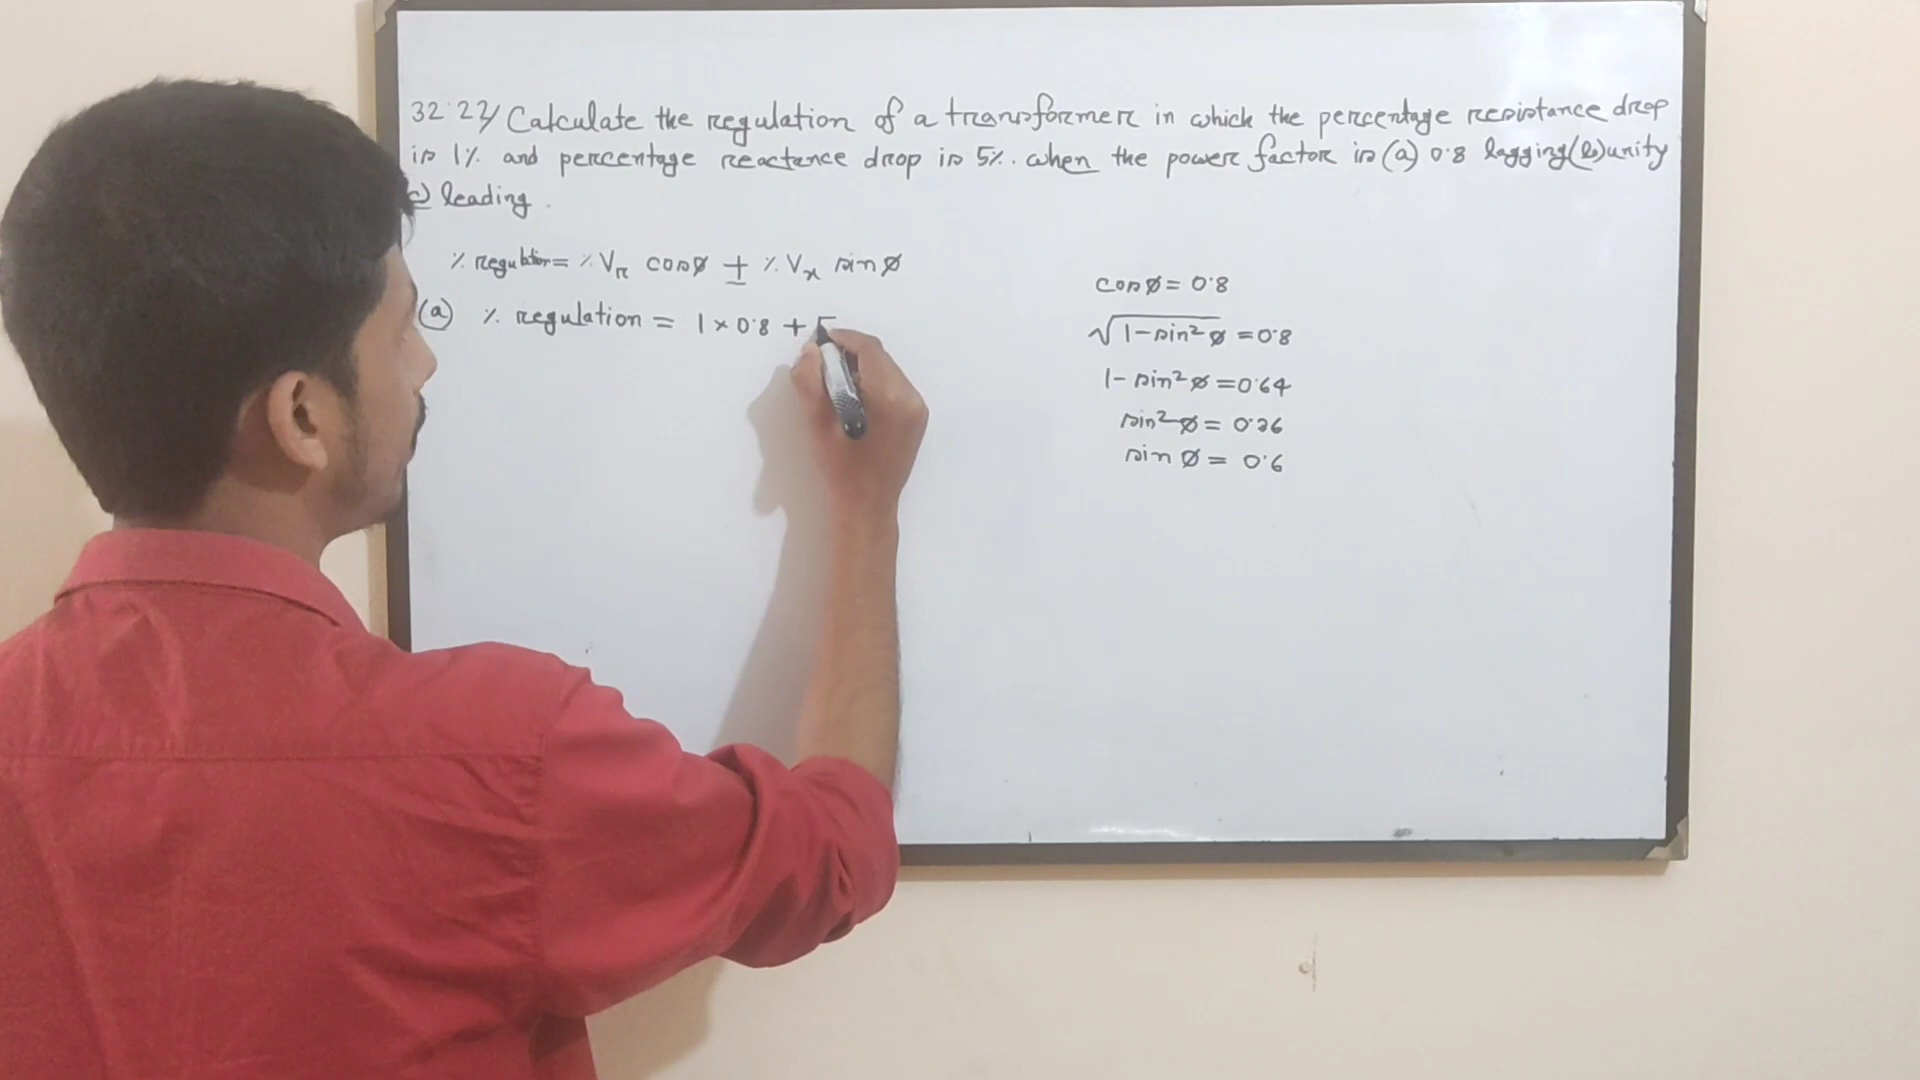 32.22/ Calculate the regulation of a transformer in which the percentage resistance drop
is 1% and percentage reactance drop is 5%. when the power factor is (a) 0.8 lagging (b) unity
c) leading.
% regulation = % Vr cosø ± % Vx sinø
(a) % regulation = 1 × 0.8 + 5
cosø = 0.8
√1-sin²ø = 0.8
1- sin²ø = 0.64
sin²ø = 0.36
sin ø = 0.6